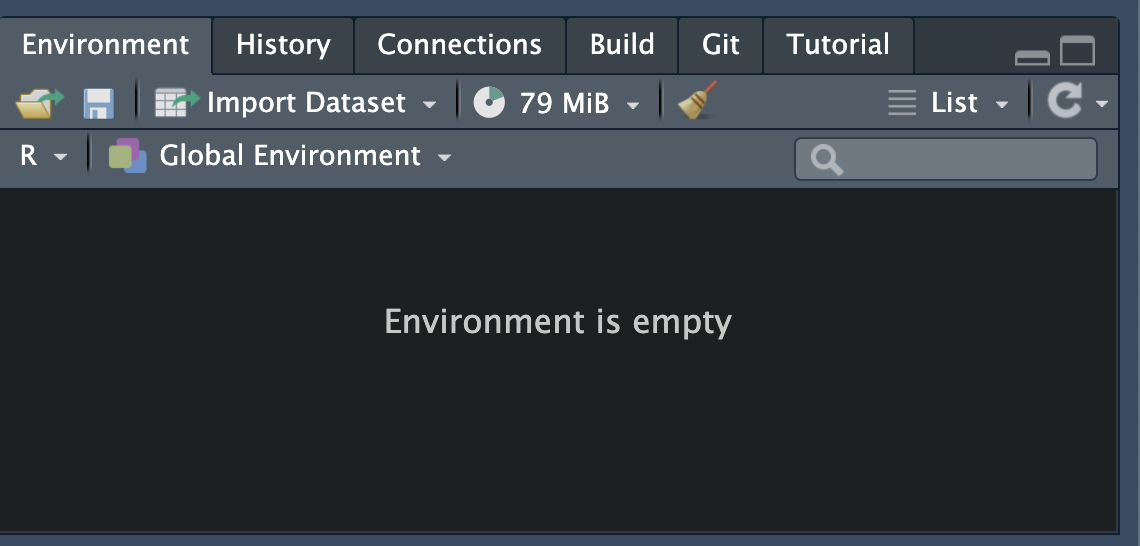 Environment History Connections Build Git Tutorial
Import Dataset 79 MiB List
R Global Environment
Environment is empty